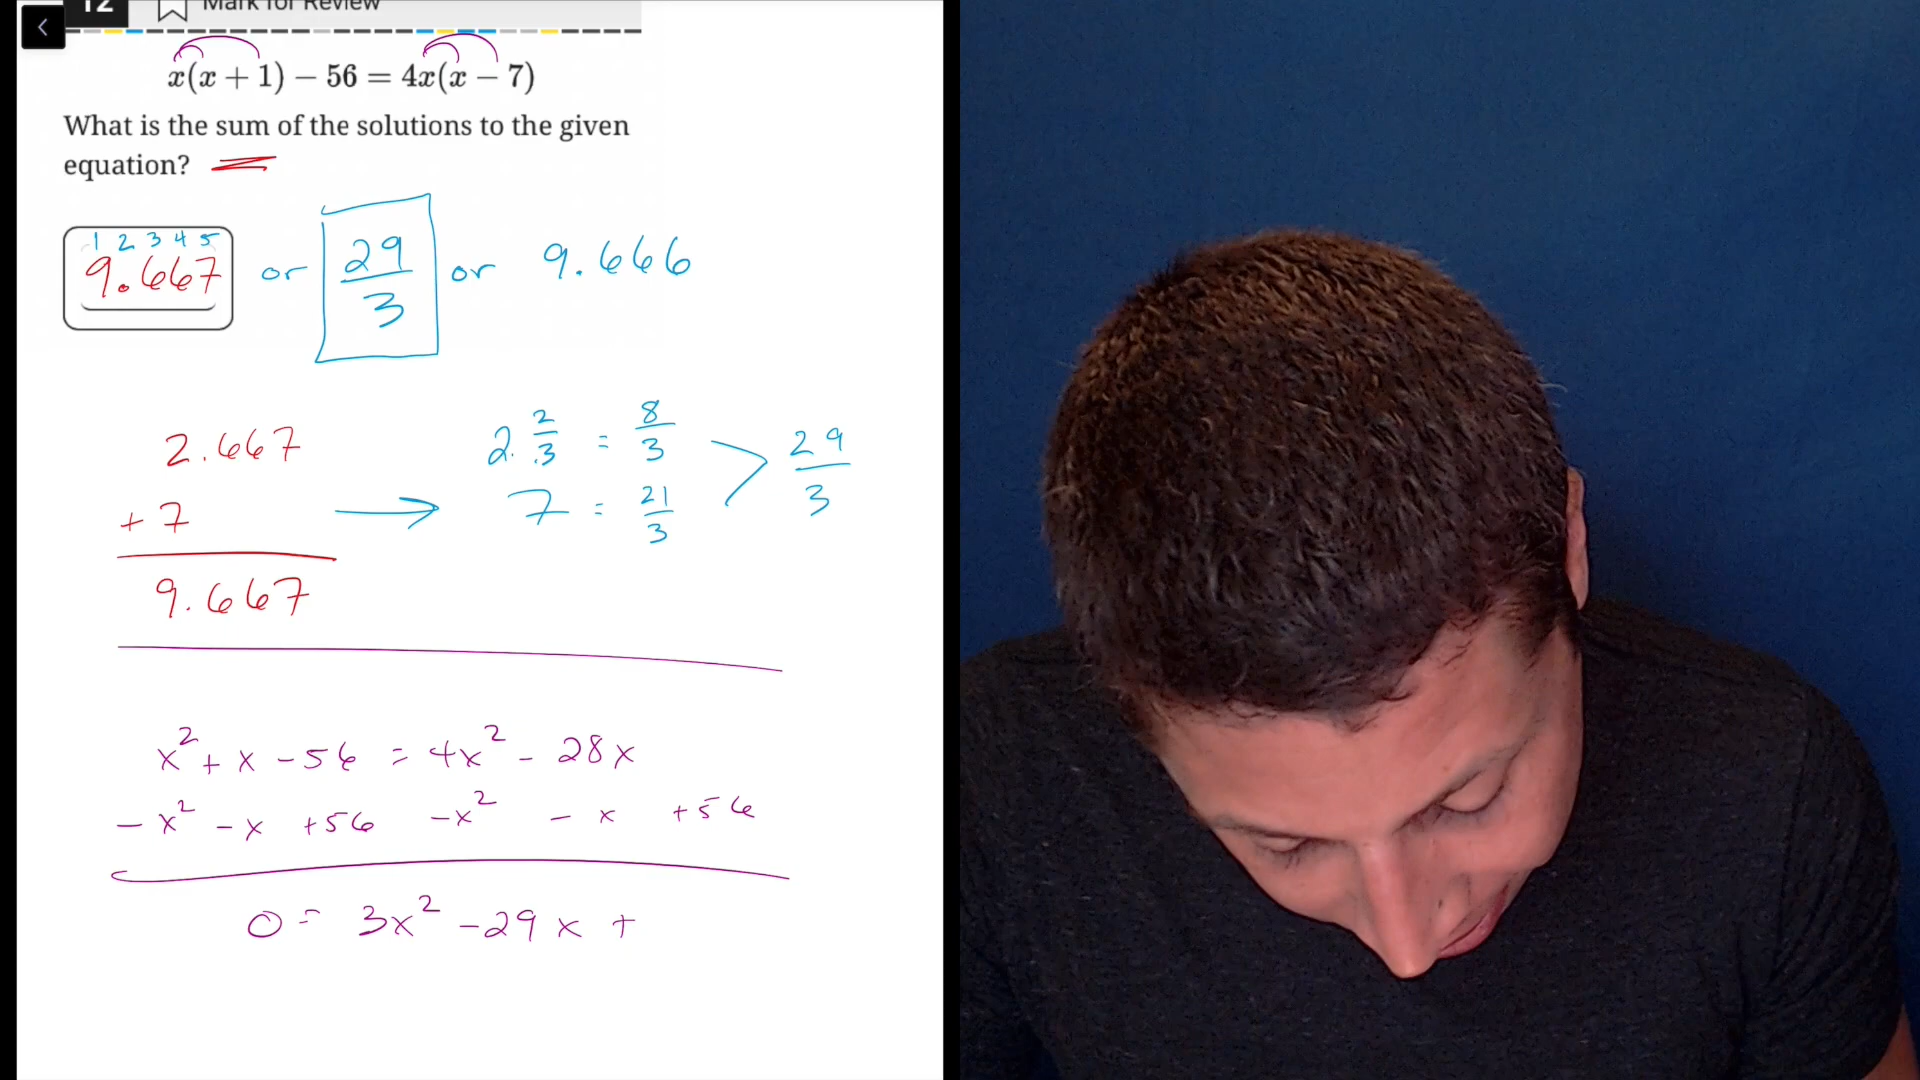 12 Mark for Review
x(x + 1) − 56 = 4x(x − 7)
What is the sum of the solutions to the given
equation?
1 2 3 4 5
9.667 or 29/3 or 9.666
2.667
+ 7
9.667
→
2 2/3 = 8/3
7 = 21/3
29/3
x² + x - 56 = 4x² - 28x
- x² - x + 56 - x² - x + 56
0 = 3x² - 29x +